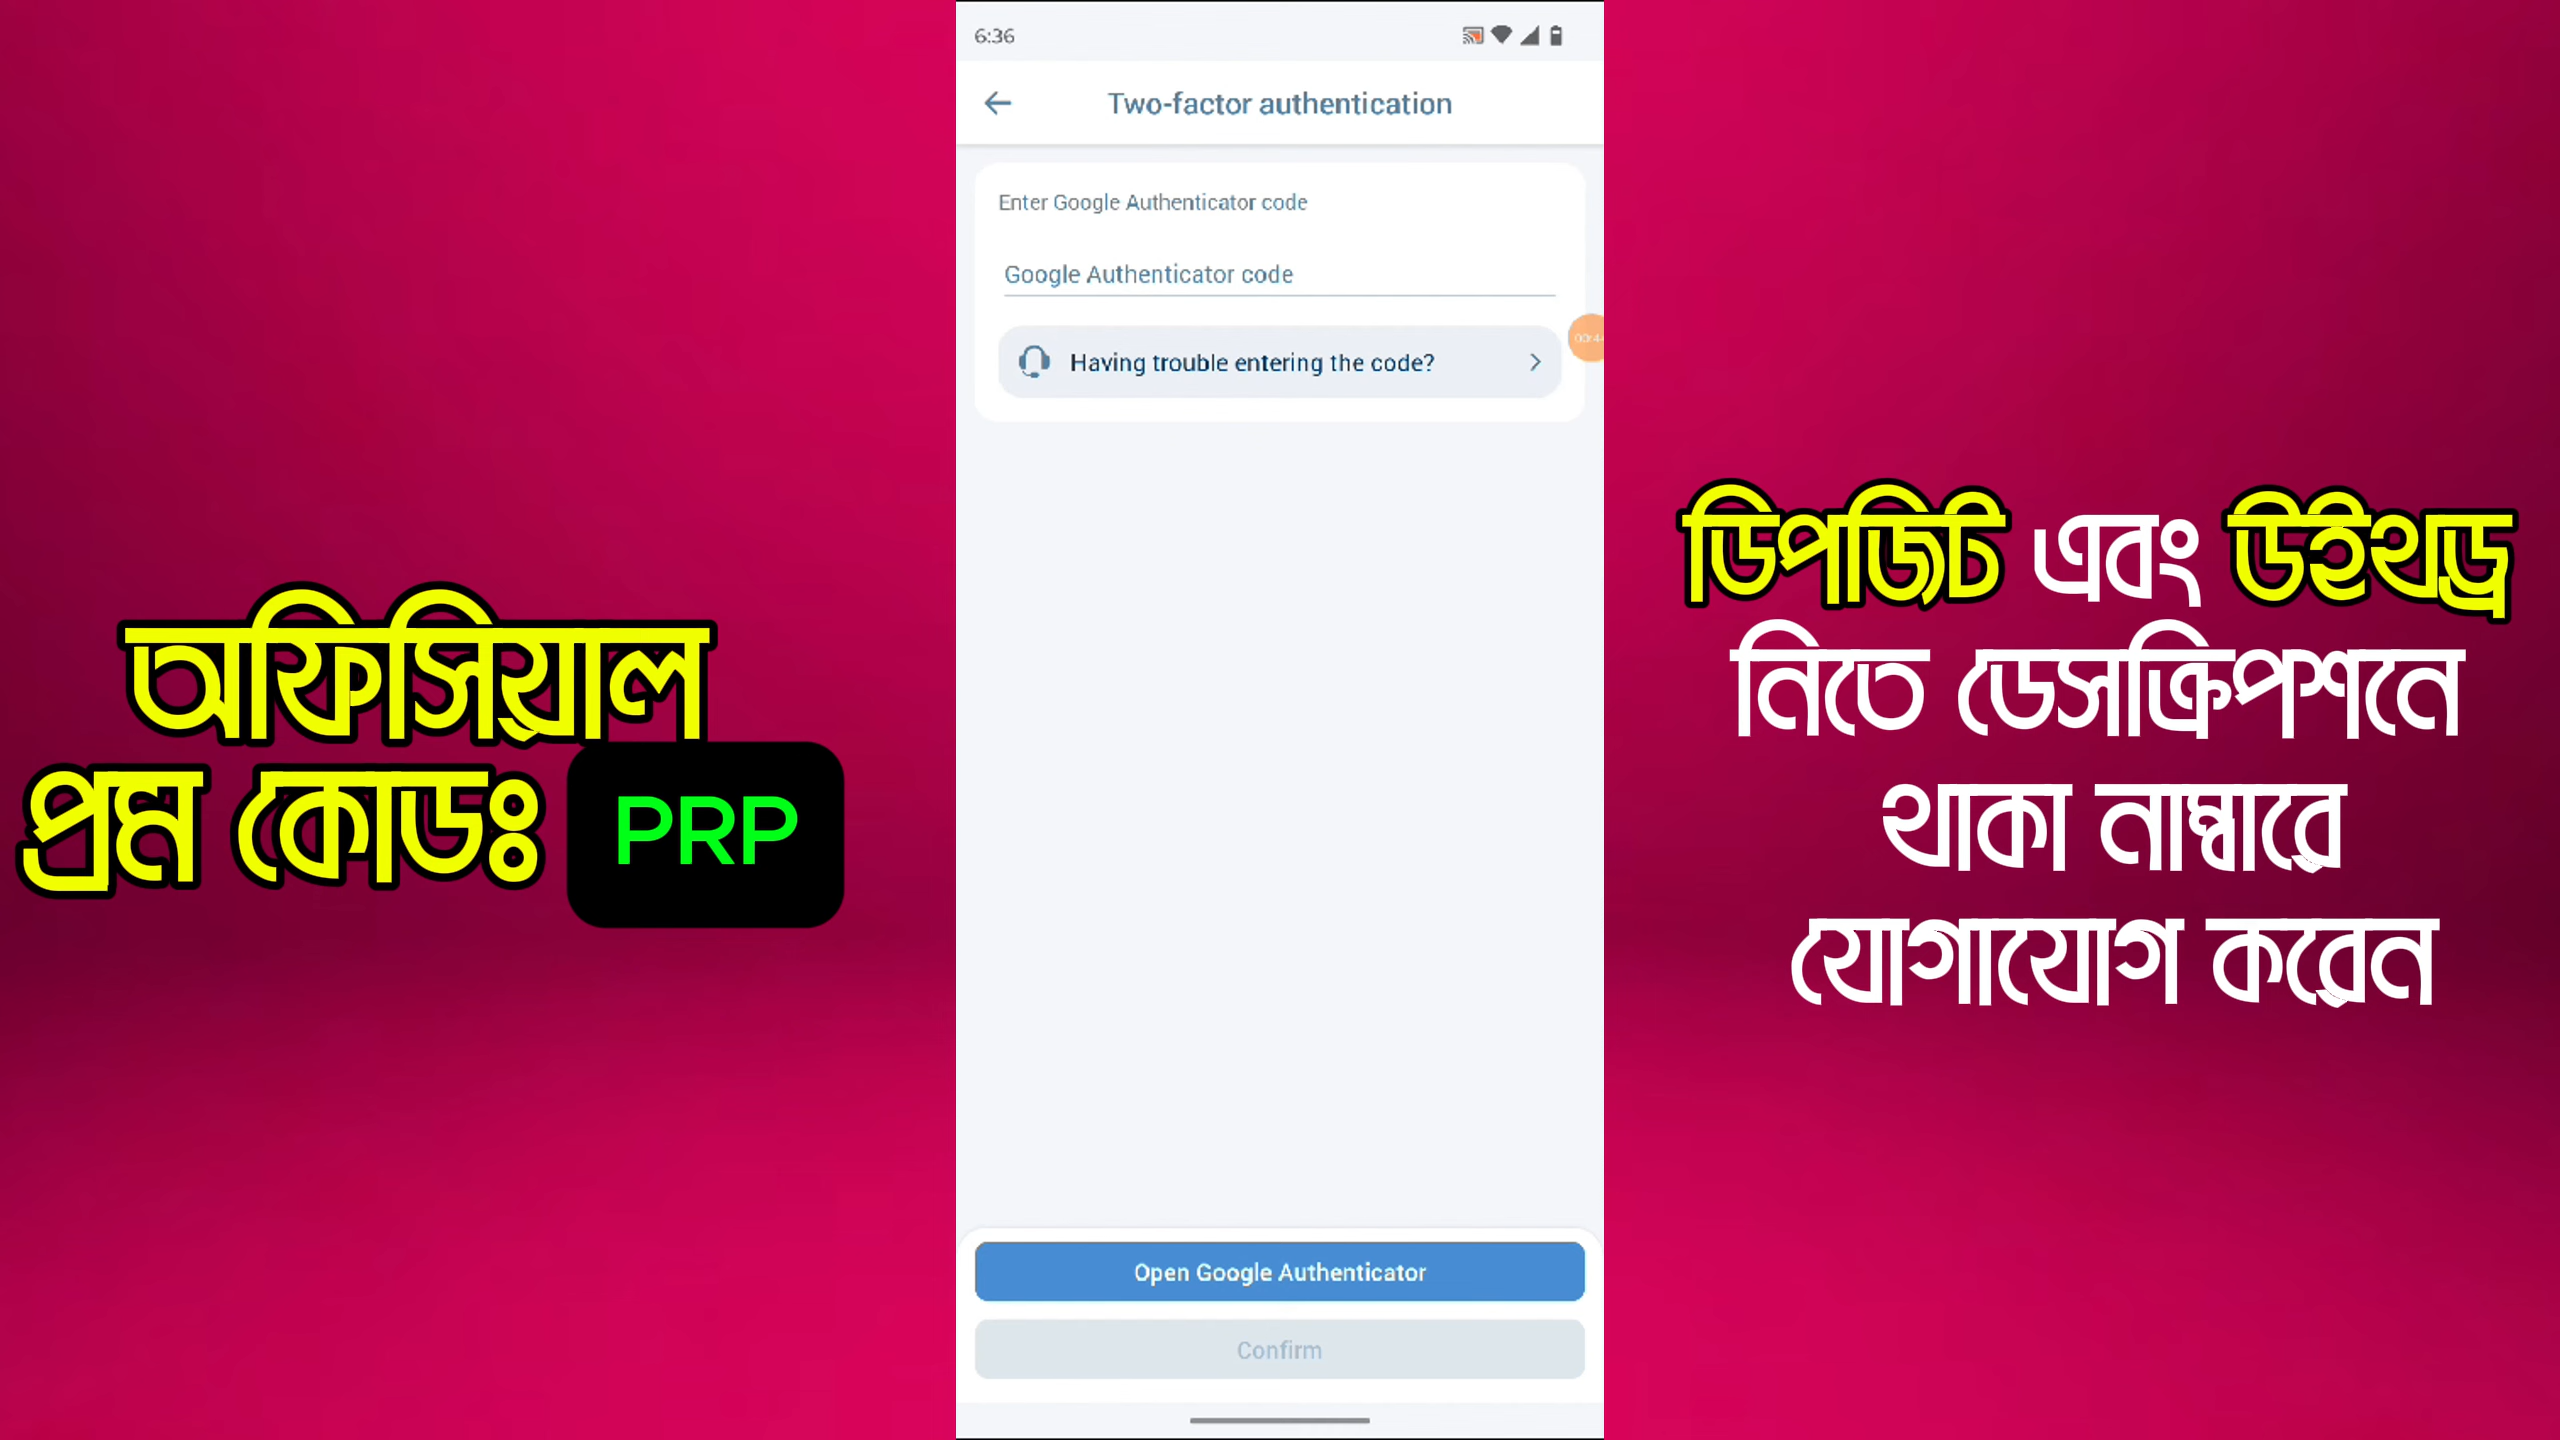 6:36
Two-factor authentication
Enter Google Authenticator code
Google Authenticator code
Having trouble entering the code?
Open Google Authenticator
Confirm
অফিসিয়াল
প্রম কোডঃ PRP
ডিপজিট এবং উইথড্র
নিতে ডেসক্রিপশনে
থাকা নাম্বারে
যোগাযোগ করেন